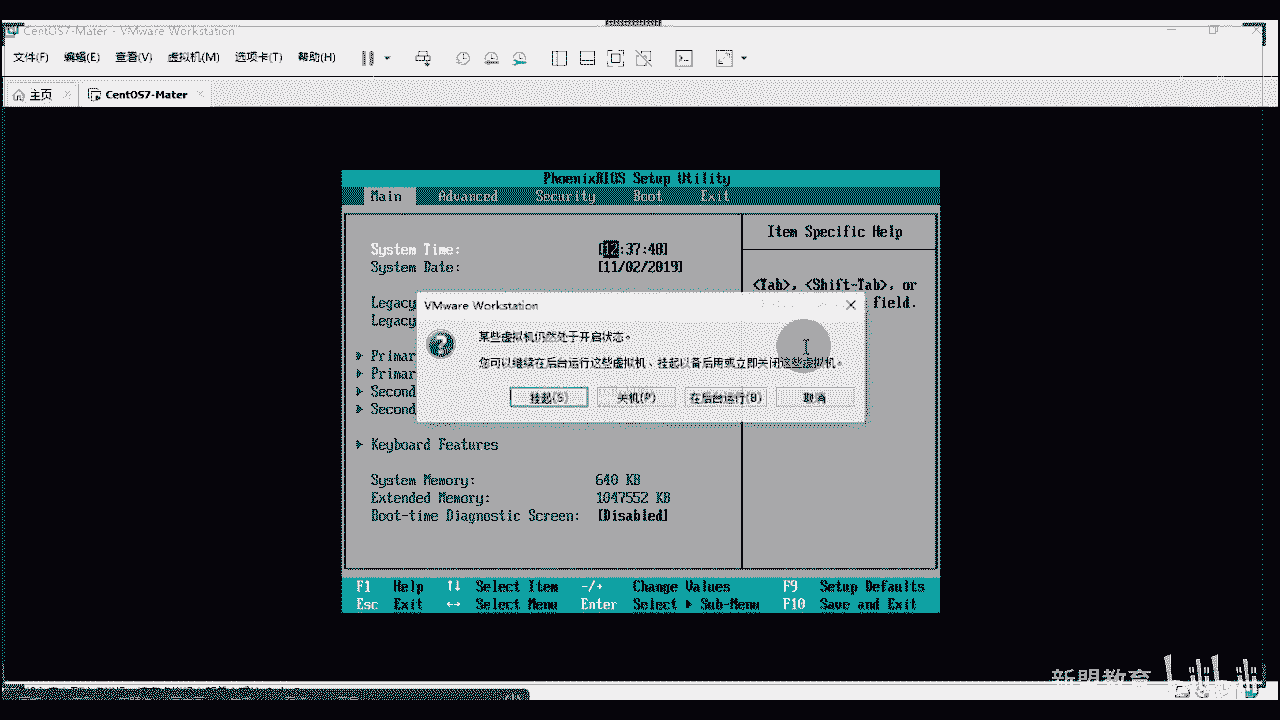 CentOS7-Mater - VMware Workstation
文件(F) 编辑(E) 查看(V) 虚拟机(M) 选项卡(T) 帮助(H)
主页 CentOS7-Mater
PhoenixBIOS Setup Utility
Main Advanced Security Boot Exit
Item Specific Help
System Time: [12:37:40]
System Date: [11/02/2019]
<Tab>, <Shift-Tab>, or
field.
Legacy
Legacy
VMware Workstation
某些虚拟机仍然处于开启状态。
您可以继续在后台运行这些虚拟机、挂起以备后用或立即关闭这些虚拟机。
挂起(S) 关机(P) 在后台运行(B) 取消
Primar
Primar
Second
Second
Keyboard Features
System Memory: 640 KB
Extended Memory: 1047552 KB
Boot-time Diagnostic Screen: [Disabled]
F1 Help ↑↓ Select Item -/+ Change Values F9 Setup Defaults
Esc Exit ↔ Select Menu Enter Select ▶ Sub-Menu F10 Save and Exit
新盟教育 bilibili